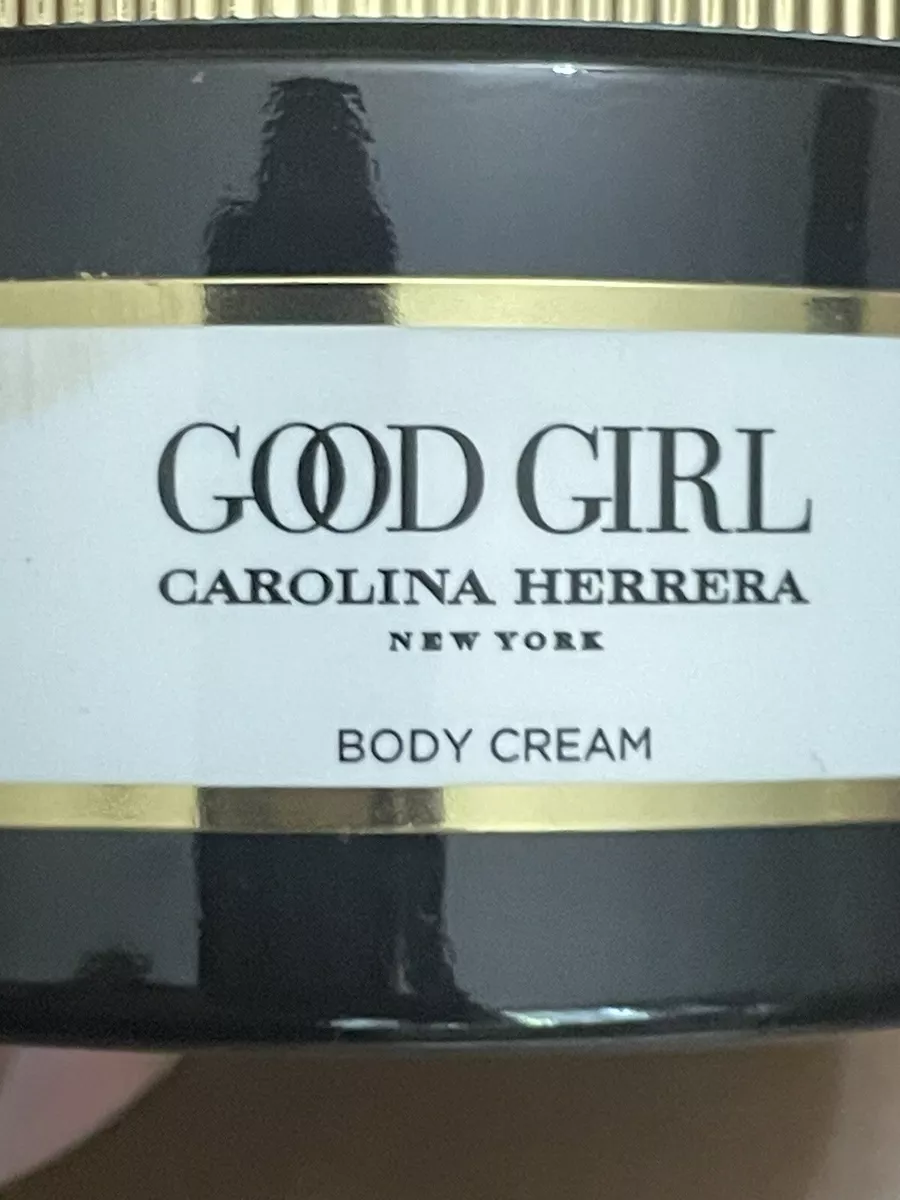 GOOD GIRL
CAROLINA HERRERA
NEW YORK
BODY CREAM